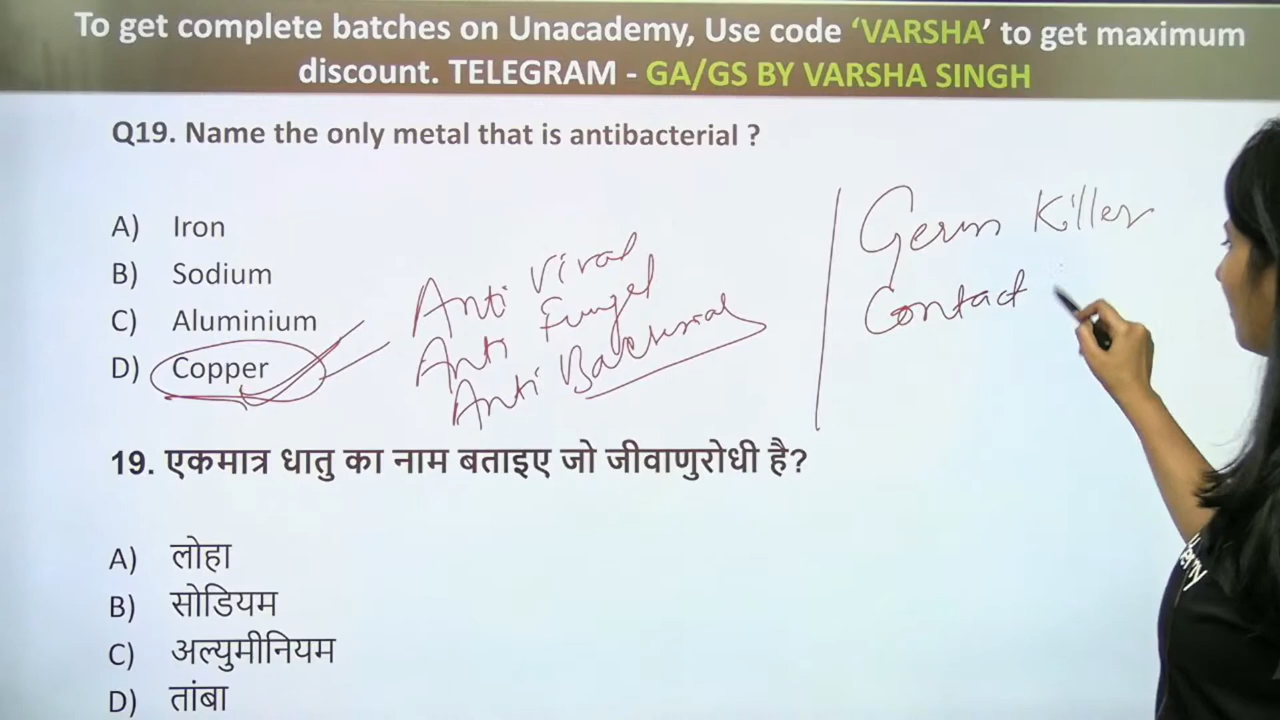 To get complete batches on Unacademy, Use code ‘VARSHA’ to get maximum
discount. TELEGRAM - GA/GS BY VARSHA SINGH
Q19. Name the only metal that is antibacterial ?
A) Iron
B) Sodium
C) Aluminium
D) Copper
Anti Viral
Anti Fungal
Anti Bacterial
Germ Killer
Contact
19. एकमात्र धातु का नाम बताइए जो जीवाणुरोधी है?
A) लोहा
B) सोडियम
C) अल्युमीनियम
D) तांबा